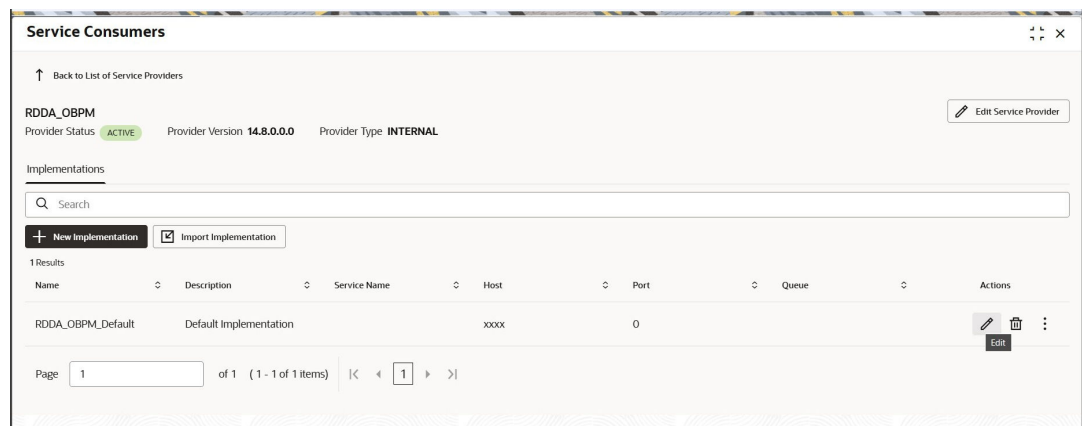 Service Consumers
Back to List of Service Providers
RDDA_OBPM
Edit Service Provider
Provider Status ACTIVE Provider Version 14.8.0.0.0 Provider Type INTERNAL
Implementations
Search
New Implementation Import Implementation
1 Results
Name Description Service Name Host Port Queue Actions
RDDA_OBPM_Default Default Implementation xxxx 0
Edit
Page 1 of 1 ( 1 - 1 of 1 items) 1